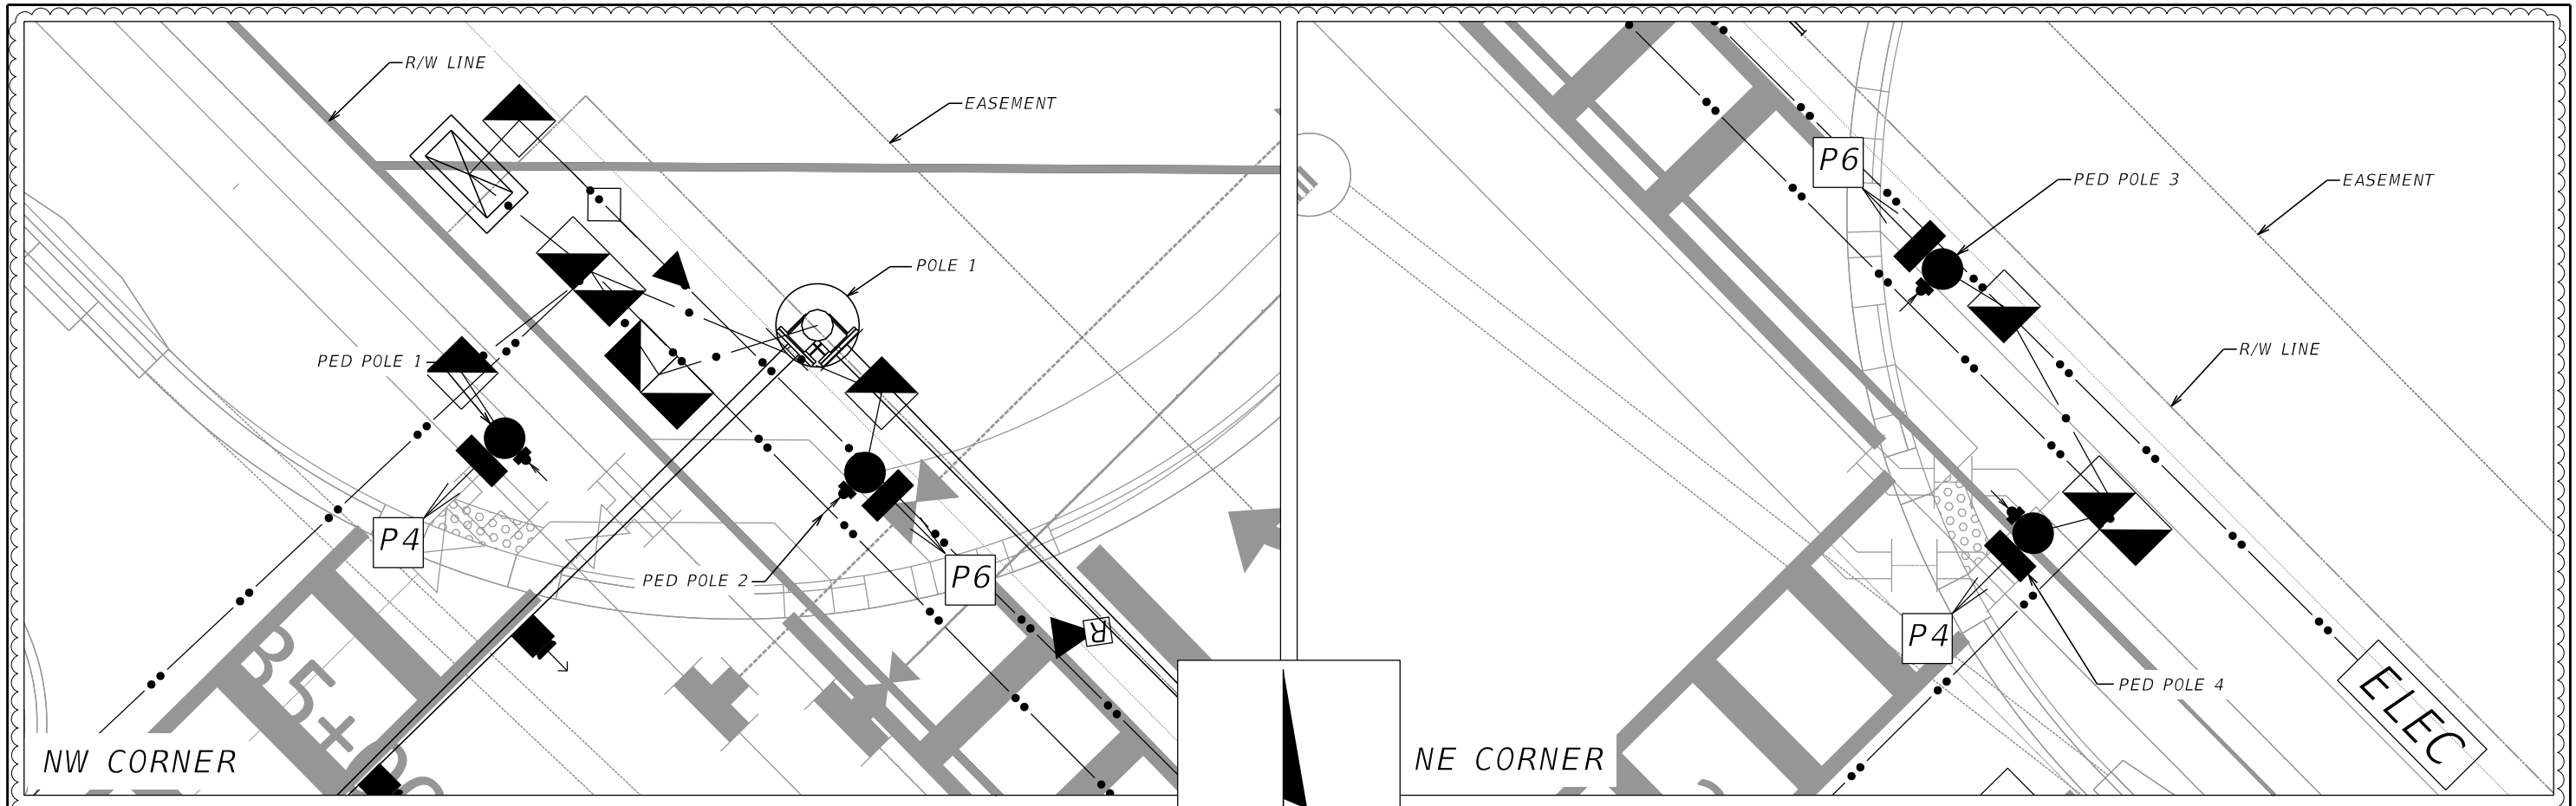 R/W LINE
EASEMENT
POLE 1
PED POLE 1
P4
PED POLE 2
P6
R
B5+
NW CORNER
P6
PED POLE 3
EASEMENT
R/W LINE
P4
PED POLE 4
ELEC
NE CORNER